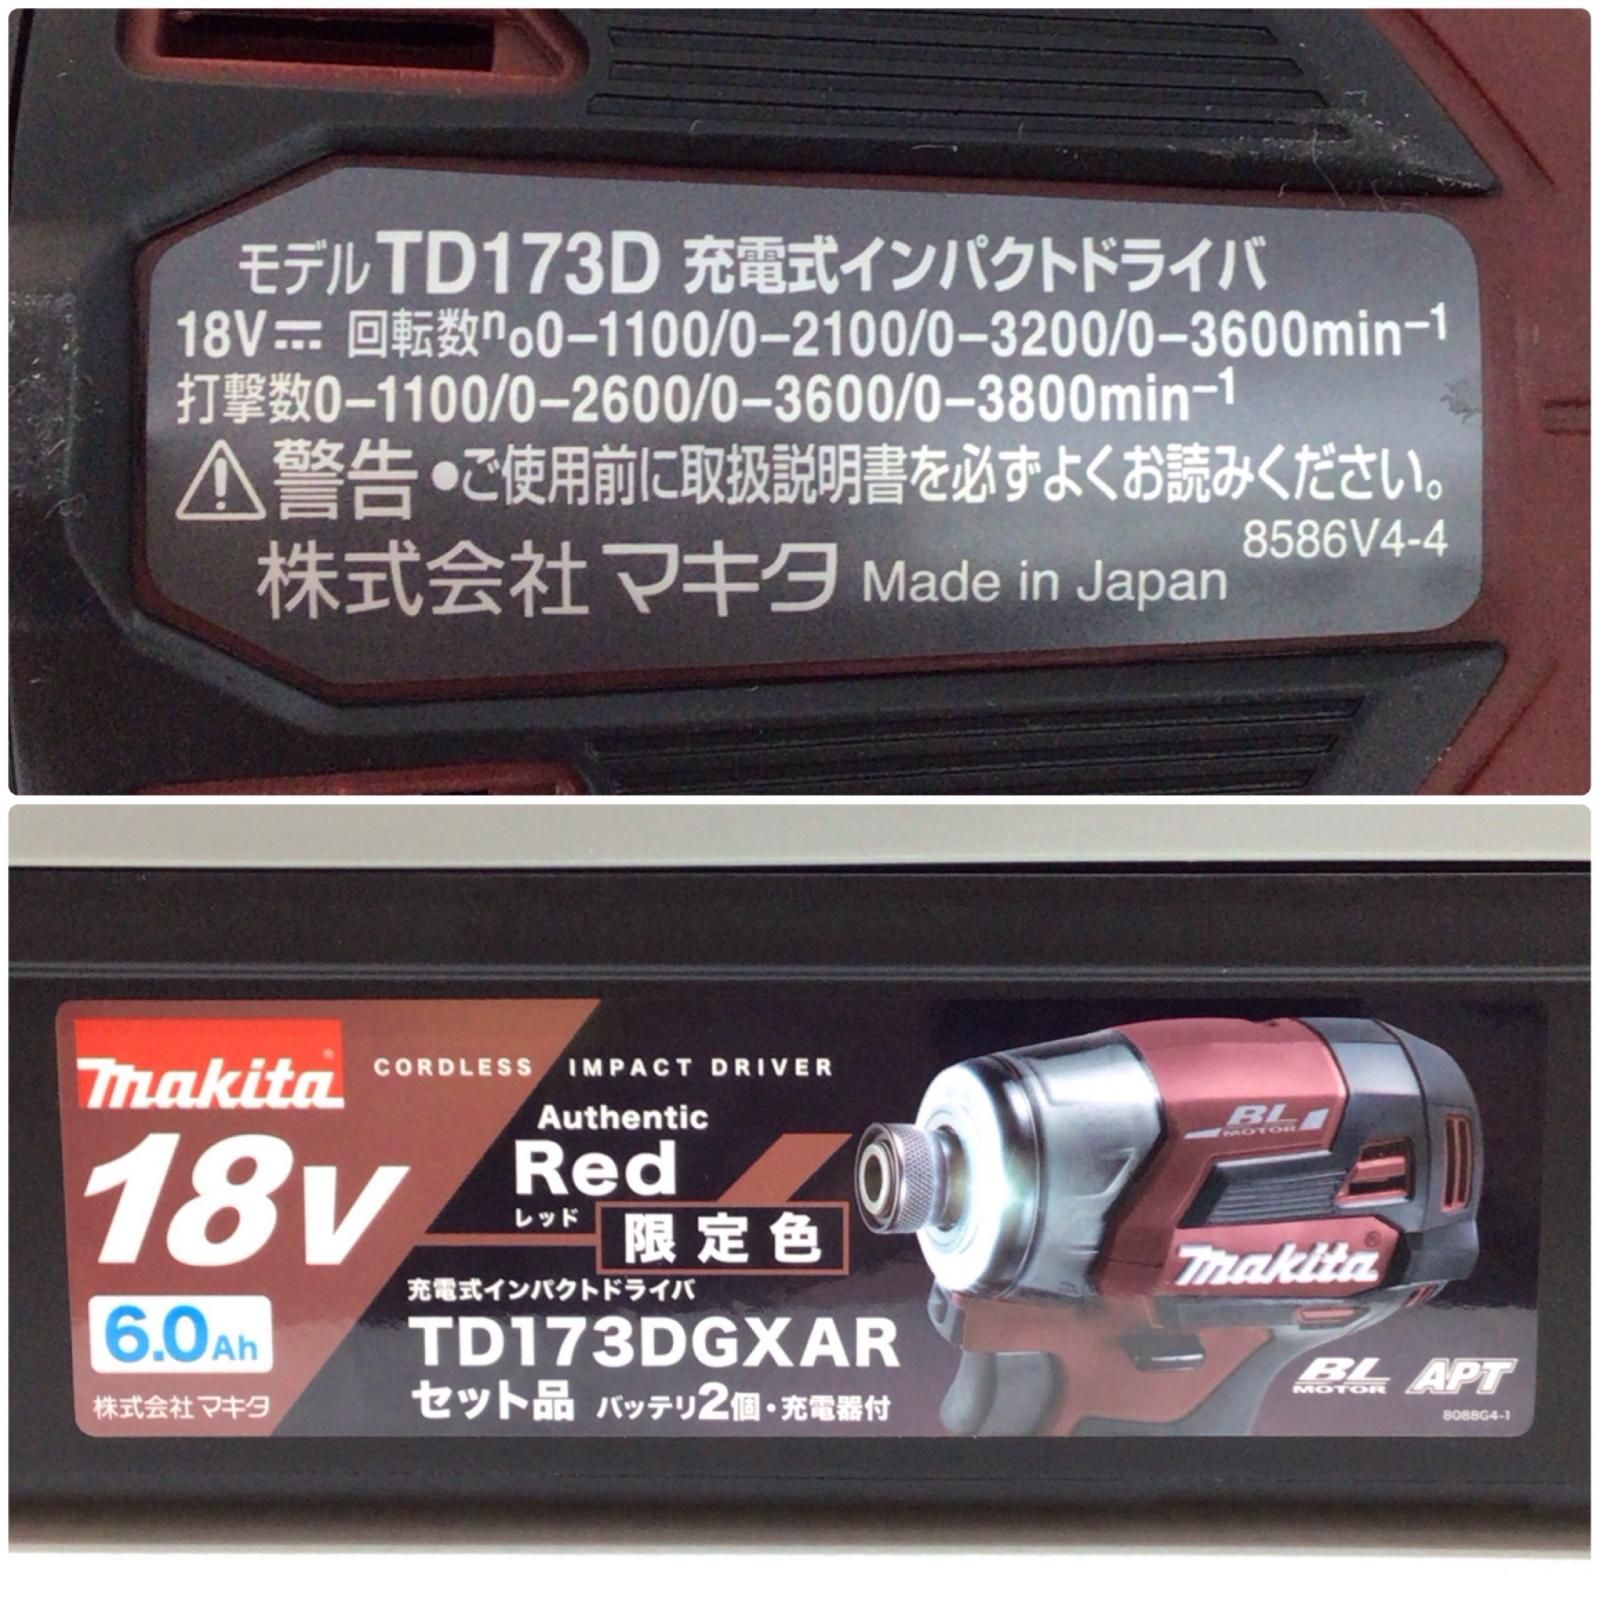 モデルTD173D 充電式インパクトドライバ
18V⎓ 回転数n₀0-1100/0-2100/0-3200/0-3600min⁻¹
打撃数0-1100/0-2600/0-3600/0-3800min⁻¹
⚠警告 •ご使用前に取扱説明書を必ずよくお読みください。
8586V4-4
株式会社マキタ Made in Japan
makita® CORDLESS IMPACT DRIVER
18V
6.0Ah
株式会社マキタ
Authentic
Red
レッド
限定色
充電式インパクトドライバ
TD173DGXAR
セット品 バッテリ2個・充電器付
BL
MOTOR
makita®
BL
MOTOR
APT
8088G4-1